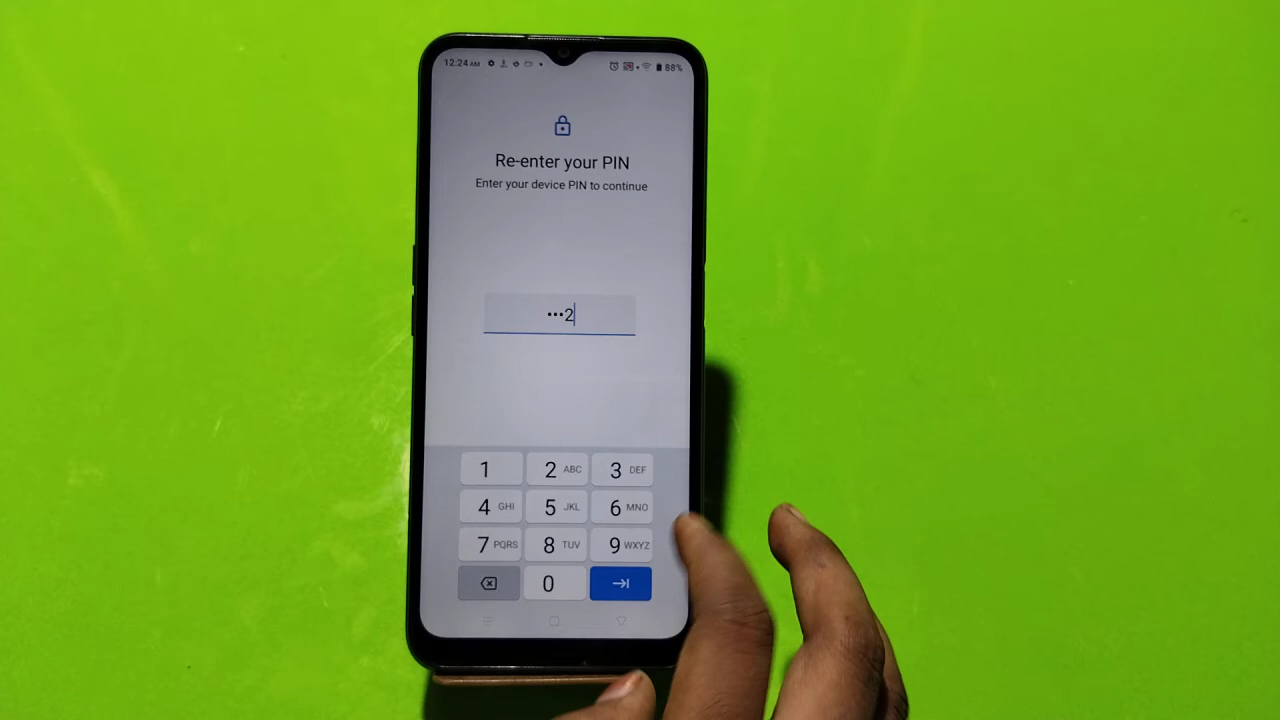 12:24 AM 88%
Re-enter your PIN
Enter your device PIN to continue
•••2
1 2 ABC 3 DEF
4 GHI 5 JKL 6 MNO
7 PQRS 8 TUV 9 WXYZ
0